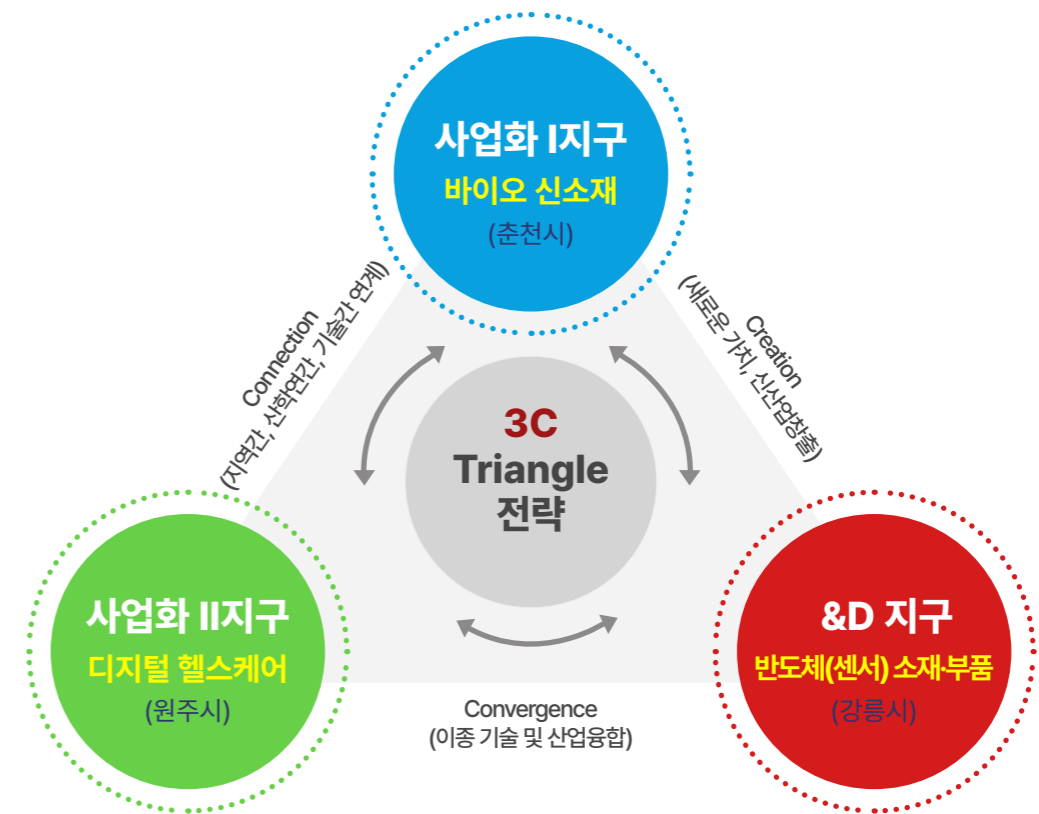 사업화 I지구
바이오 신소재
(춘천시)
Connection
(지역간, 산학연간, 기술간 연계)
Creation
(새로운 가치, 신산업창출)
3C
Triangle
전략
사업화 II지구
디지털 헬스케어
(원주시)
&D 지구
반도체(센서) 소재·부품
(강릉시)
Convergence
(이종 기술 및 산업융합)